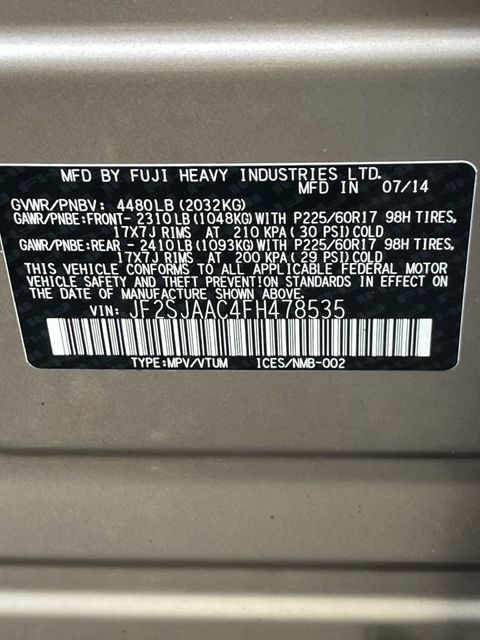 MFD BY FUJI HEAVY INDUSTRIES LTD.
MFD IN 07/14
GVWR/PNBV: 4480LB (2032KG)
GAWR/PNBE:FRONT- 2310LB (1048KG)WITH P225/60R17 98H TIRES,
17X7J RIMS AT 210 KPA ( 30 PSI) COLD
GAWR/PNBE:REAR - 2410LB (1093KG)WITH P225/60R17 98H TIRES,
17X7J RIMS AT 200 KPA ( 29 PSI) COLD
THIS VEHICLE CONFORMS TO ALL APPLICABLE FEDERAL MOTOR
VEHICLE SAFETY AND THEFT PREVENTION STANDARDS IN EFFECT ON
THE DATE OF MANUFACTURE SHOWN ABOVE.
VIN: JF2SJAAC4FH478535
TYPE:MPV/VTUM ICES/NMB-002